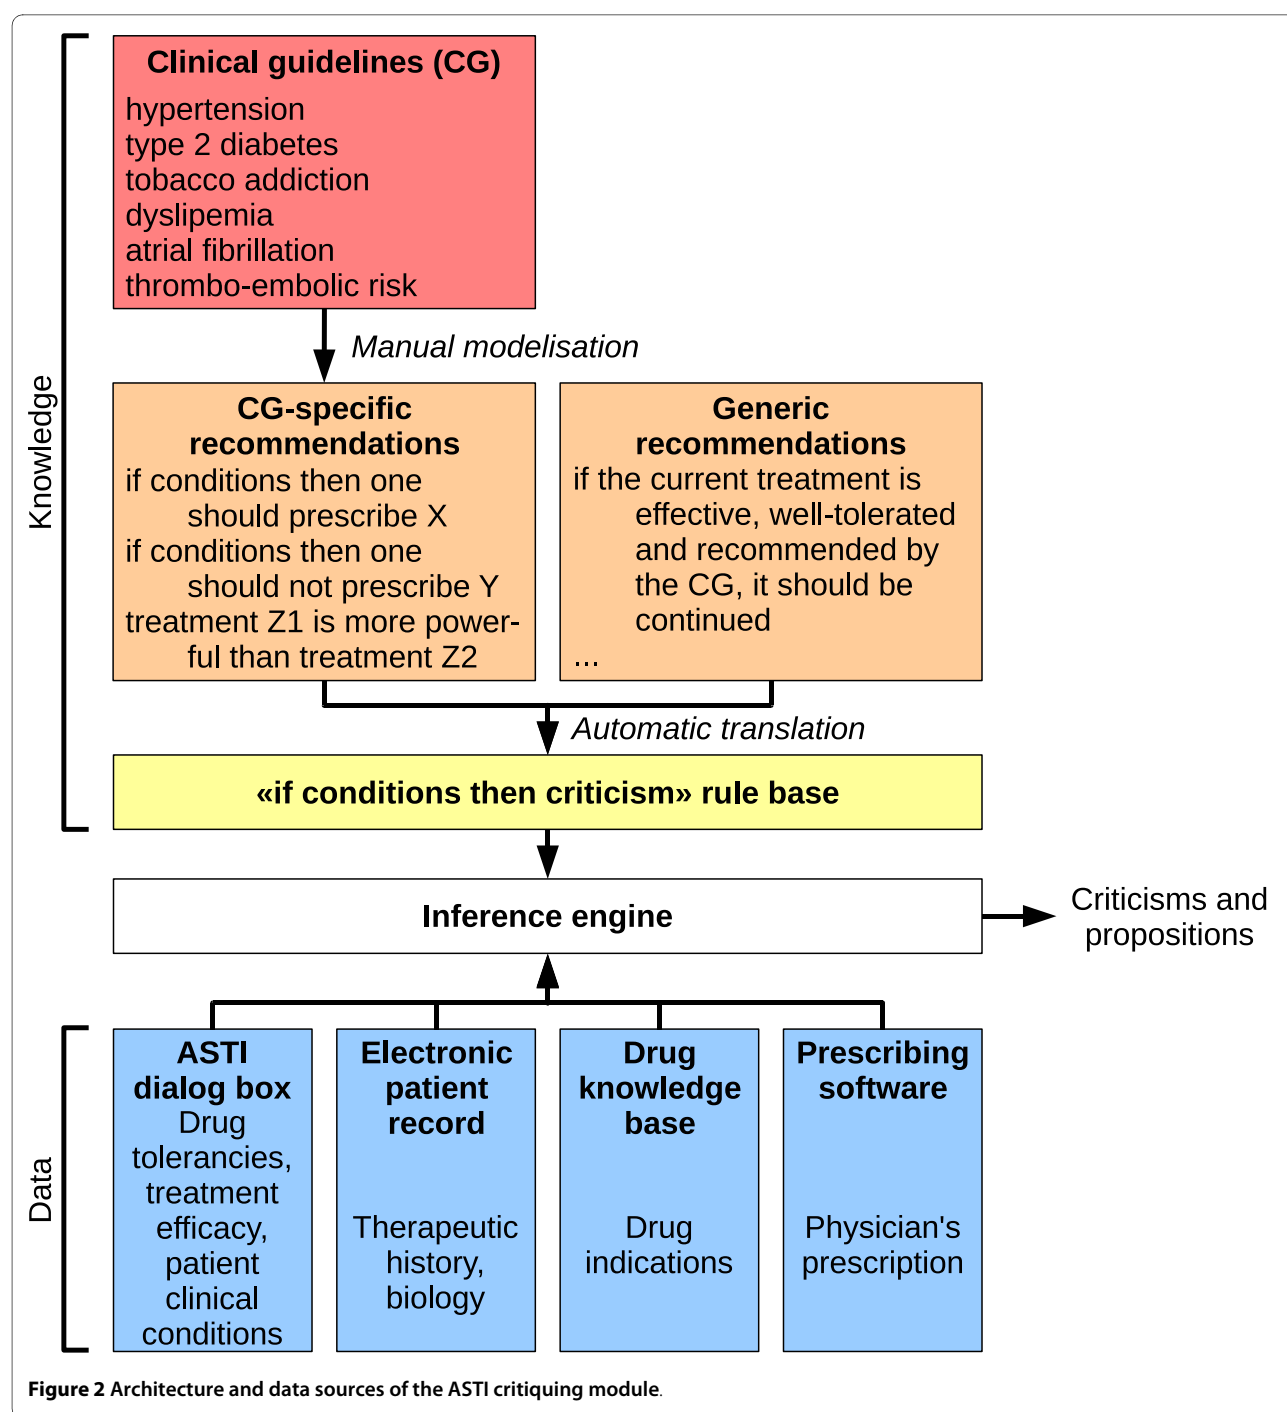 Clinical guidelines (CG)
hypertension
type 2 diabetes
tobacco addiction
dyslipemia
atrial fibrillation
thrombo-embolic risk
Manual modelisation
Knowledge
CG-specific
recommendations
if conditions then one
should prescribe X
if conditions then one
should not prescribe Y
treatment Z1 is more power-
ful than treatment Z2
Generic
recommendations
if the current treatment is
effective, well-tolerated
and recommended by
the CG, it should be
continued
...
Automatic translation
«if conditions then criticism» rule base
Inference engine
Criticisms and
propositions
Data
ASTI
dialog box
Drug
tolerancies,
treatment
efficacy,
patient
clinical
conditions
Electronic
patient
record
Therapeutic
history,
biology
Drug
knowledge
base
Drug
indications
Prescribing
software
Physician's
prescription
Figure 2 Architecture and data sources of the ASTI critiquing module.